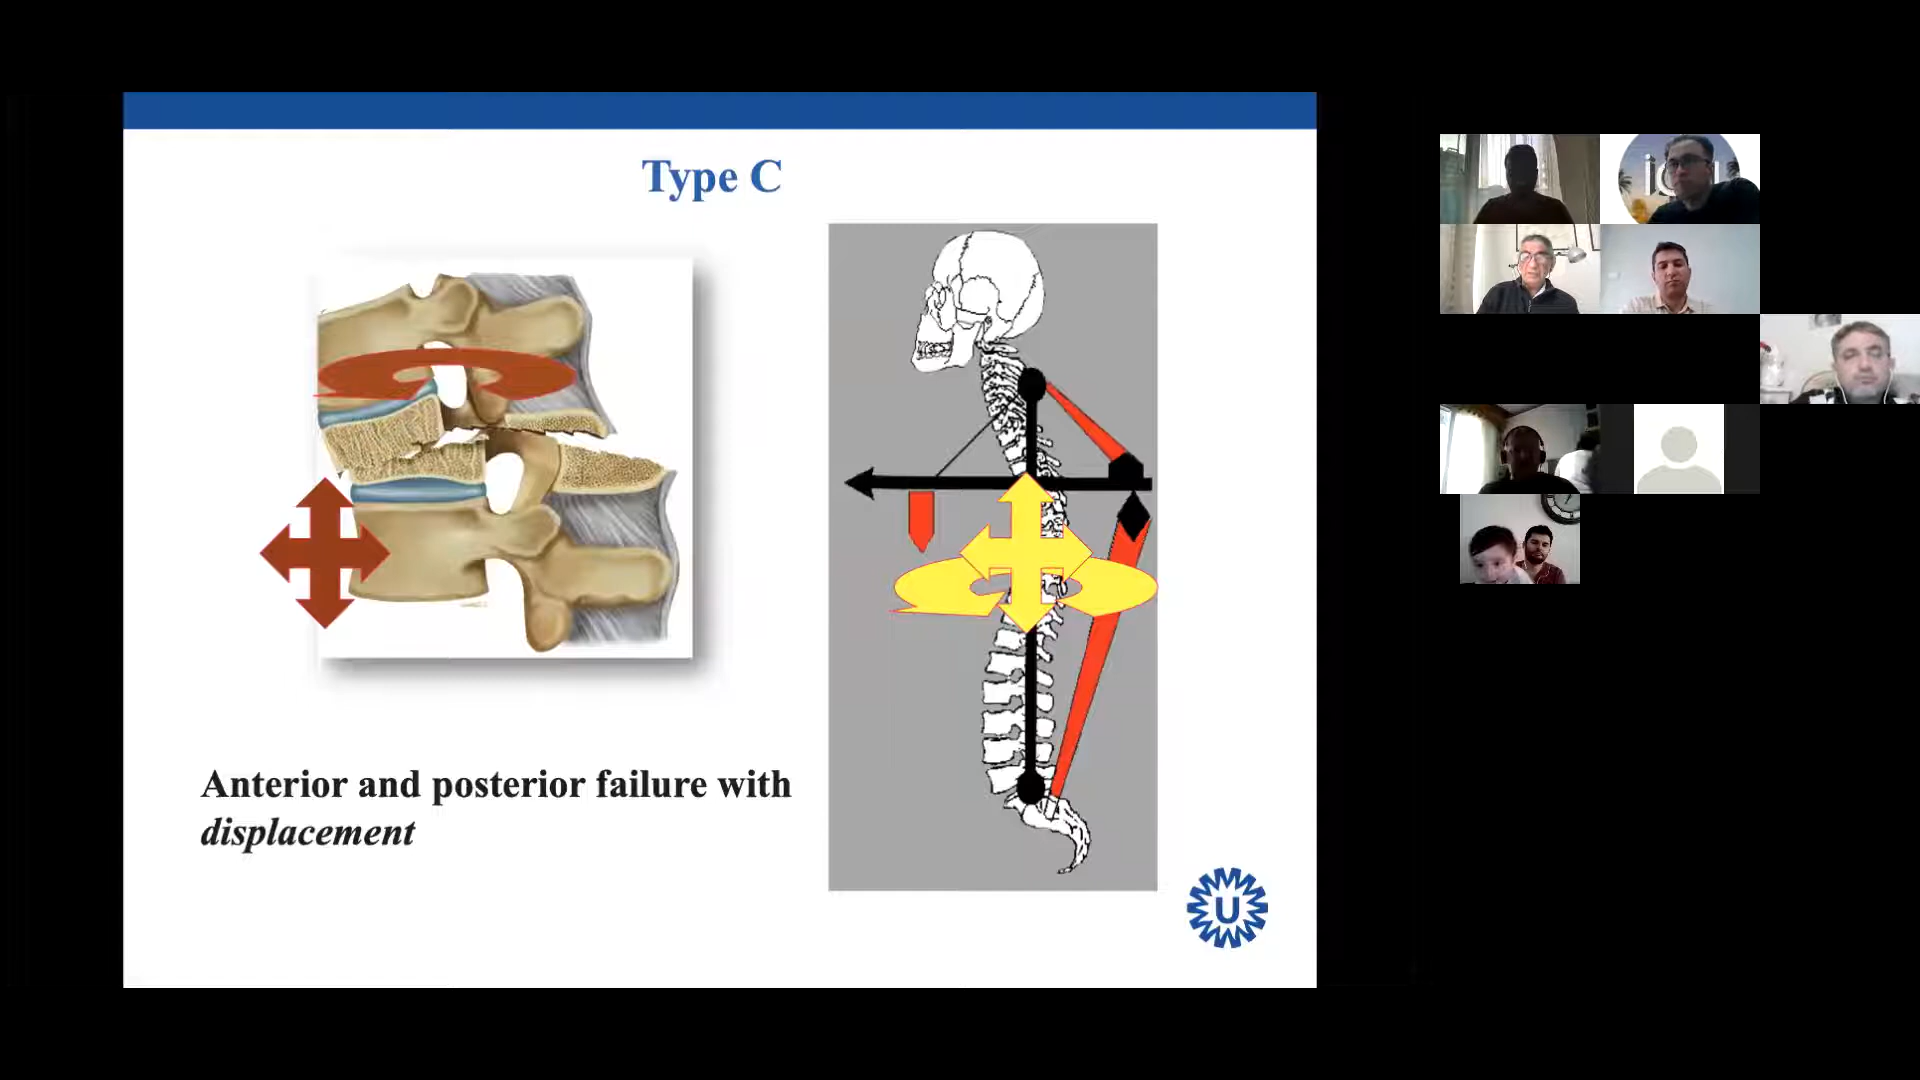 Type C
Anterior and posterior failure with
displacement
U